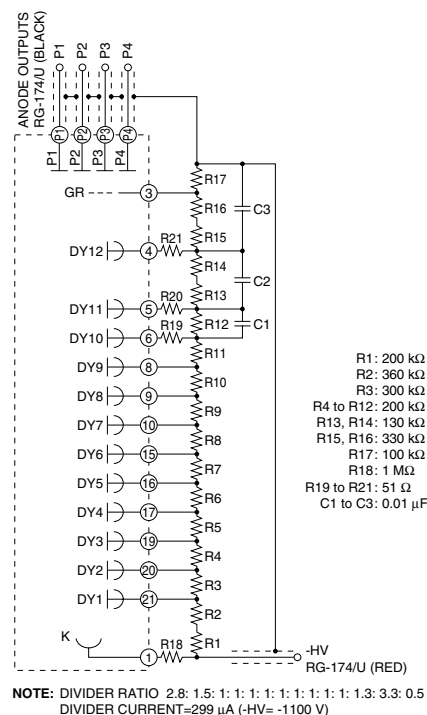 ANODE OUTPUTS
RG-174/U (BLACK)
P1
P2
P3
P4
P1
P2
P3
P4
P1
P2
P3
P4
R17
GR
3
R16
C3
R15
DY12
4
R21
R14
C2
R13
DY11
5
R20
R12
C1
DY10
6
R19
R11
DY9
8
R10
DY8
9
R9
DY7
10
R8
DY6
15
R7
DY5
16
R6
DY4
17
R5
DY3
19
R4
DY2
20
R3
DY1
21
R2
K
R1
1
R18
-HV
RG-174/U (RED)
R1: 200 kΩ
R2: 360 kΩ
R3: 300 kΩ
R4 to R12: 200 kΩ
R13, R14: 130 kΩ
R15, R16: 330 kΩ
R17: 100 kΩ
R18: 1 MΩ
R19 to R21: 51 Ω
C1 to C3: 0.01 µF
NOTE: DIVIDER RATIO 2.8: 1.5: 1: 1: 1: 1: 1: 1: 1: 1: 1: 1.3: 3.3: 0.5
DIVIDER CURRENT=299 µA (-HV= -1100 V)